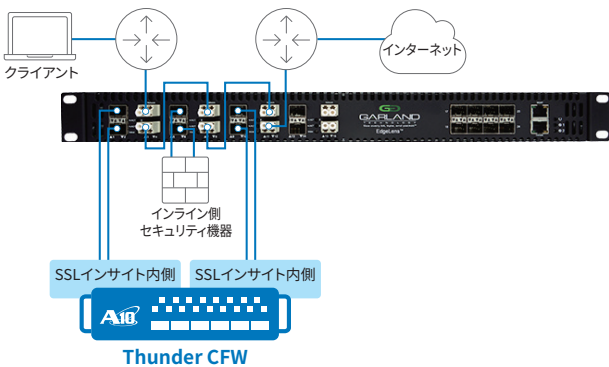 クライアント
インターネット
GARLAND
TECHNOLOGY
EdgeLens™
インライン側
セキュリティ機器
SSLインサイト内側
SSLインサイト内側
A10
Thunder CFW